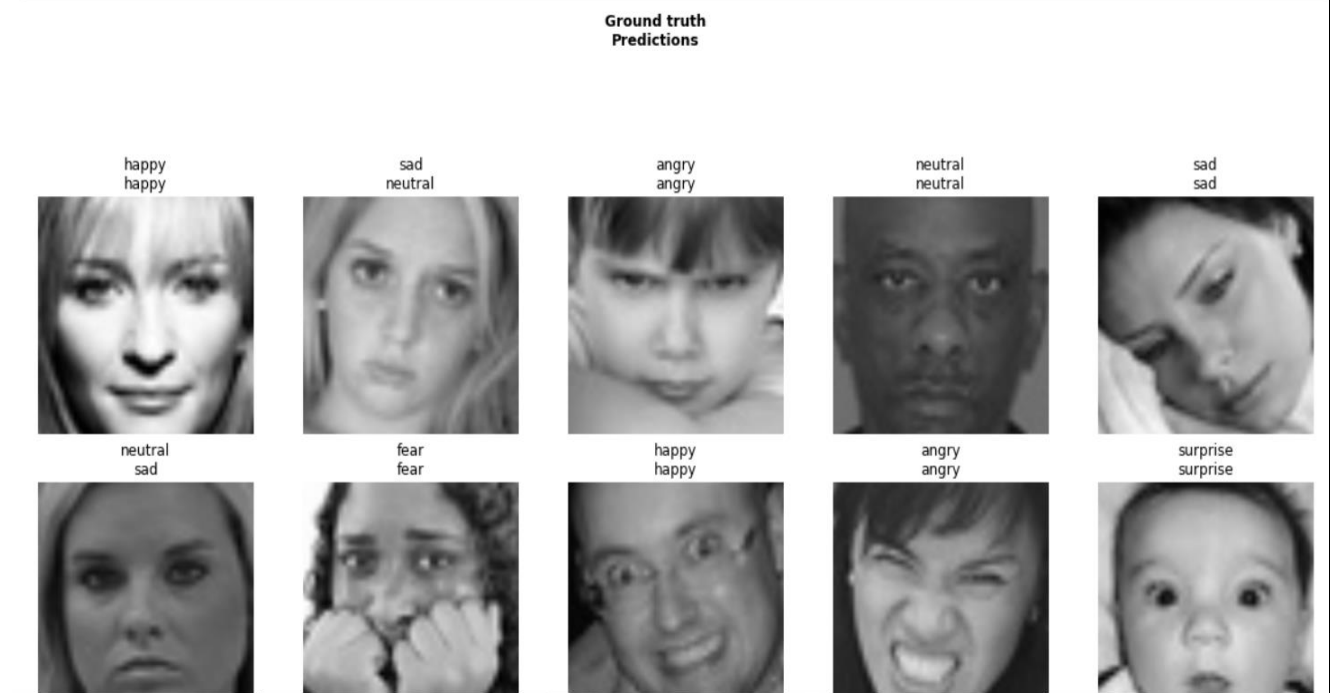 Ground truth
Predictions
happy
happy
sad
neutral
angry
angry
neutral
neutral
sad
sad
neutral
sad
fear
fear
happy
happy
angry
angry
surprise
surprise